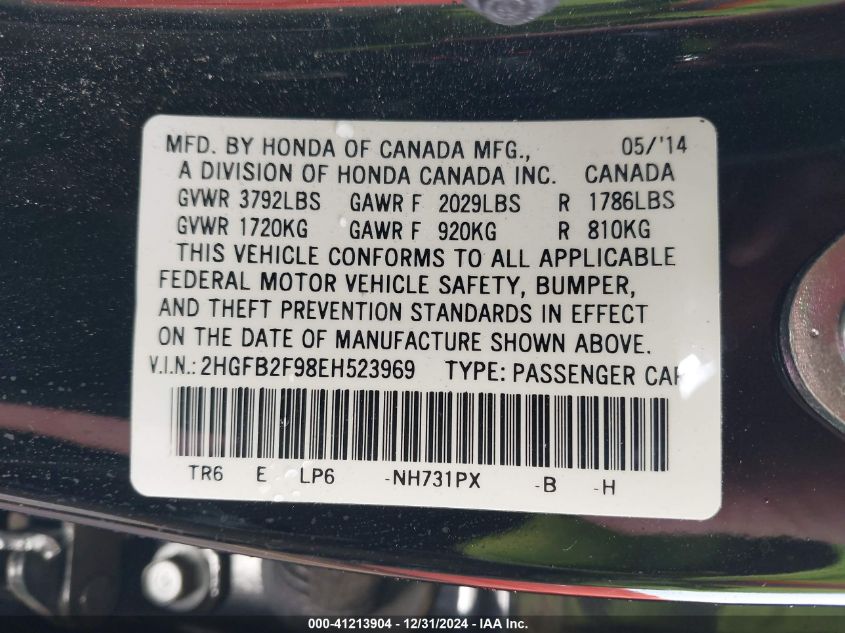 MFD. BY HONDA OF CANADA MFG., 05/'14
A DIVISION OF HONDA CANADA INC. CANADA
GVWR 3792LBS GAWR F 2029LBS R 1786LBS
GVWR 1720KG GAWR F 920KG R 810KG
THIS VEHICLE CONFORMS TO ALL APPLICABLE
FEDERAL MOTOR VEHICLE SAFETY, BUMPER,
AND THEFT PREVENTION STANDARDS IN EFFECT
ON THE DATE OF MANUFACTURE SHOWN ABOVE.
V.I.N.: 2HGFB2F98EH523969 TYPE: PASSENGER CAR
TR6 E LP6 -NH731PX -B -H
000-41213904 - 12/31/2024 - IAA Inc.